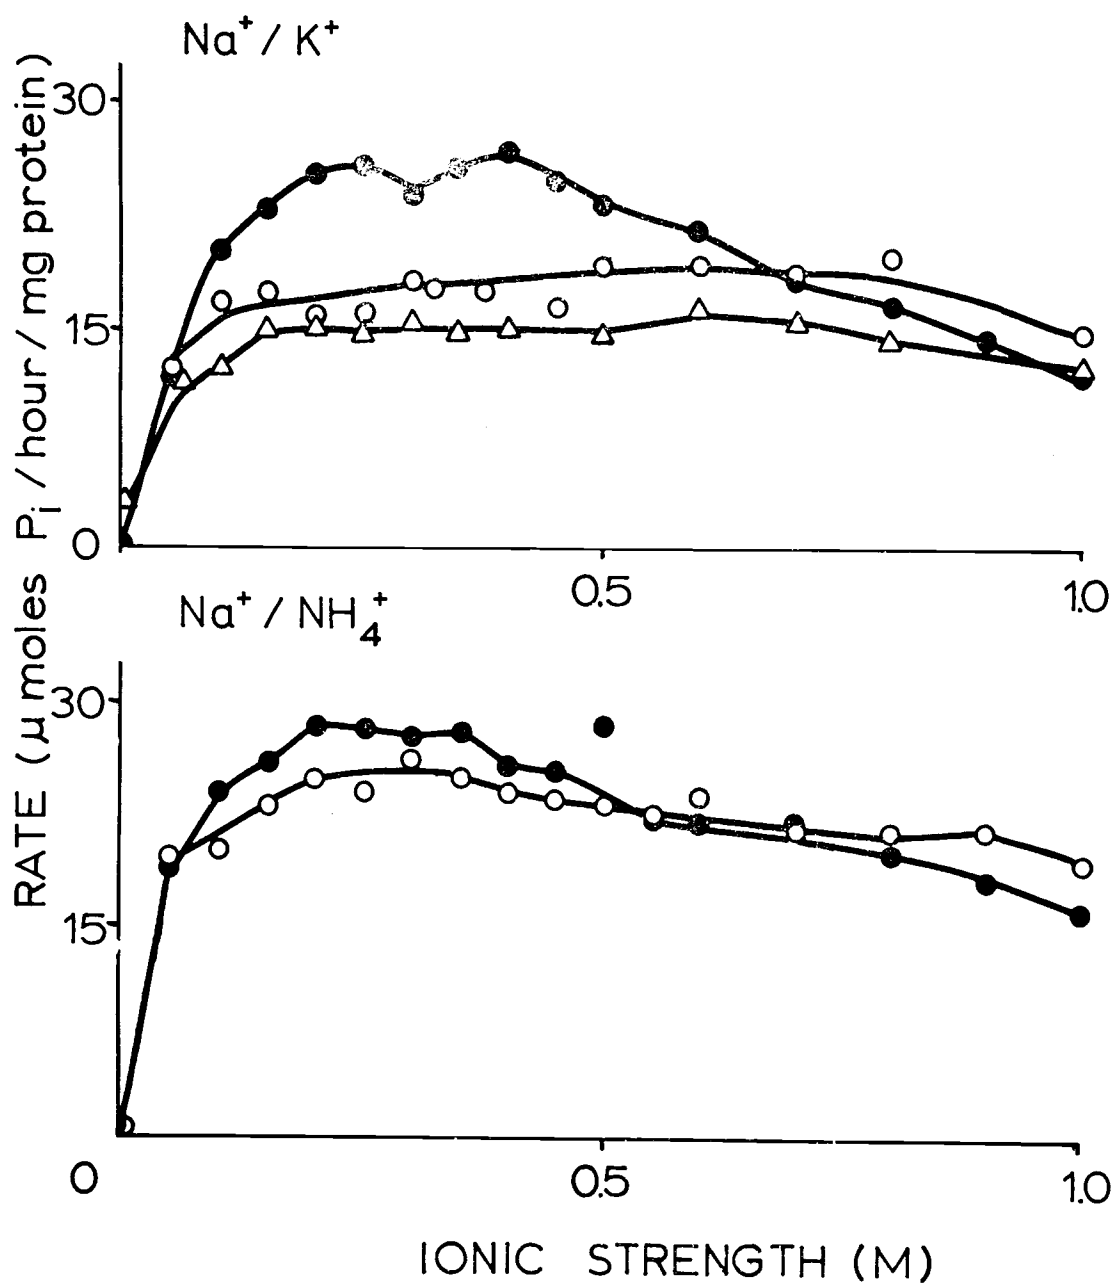 Na⁺ / K⁺
30
15
0
0.5
1.0
Na⁺ / NH₄⁺
30
15
0
0.5
1.0
RATE (μ moles Pᵢ / hour / mg protein)
IONIC STRENGTH (M)